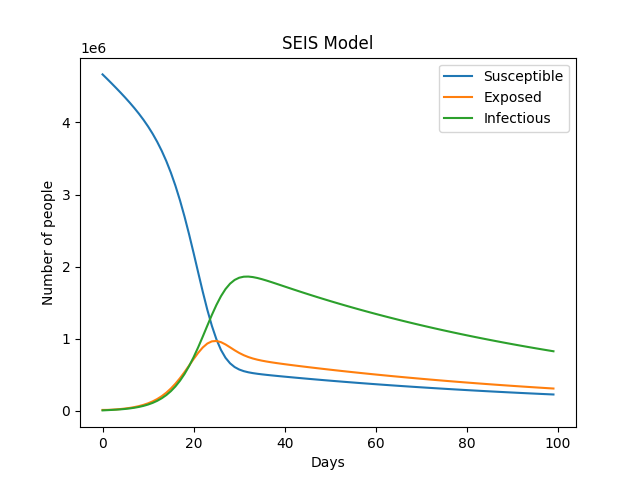 SEIS Model
1e6
Susceptible
Exposed
Infectious
4
3
2
1
0
Number of people
0 20 40 60 80 100
Days